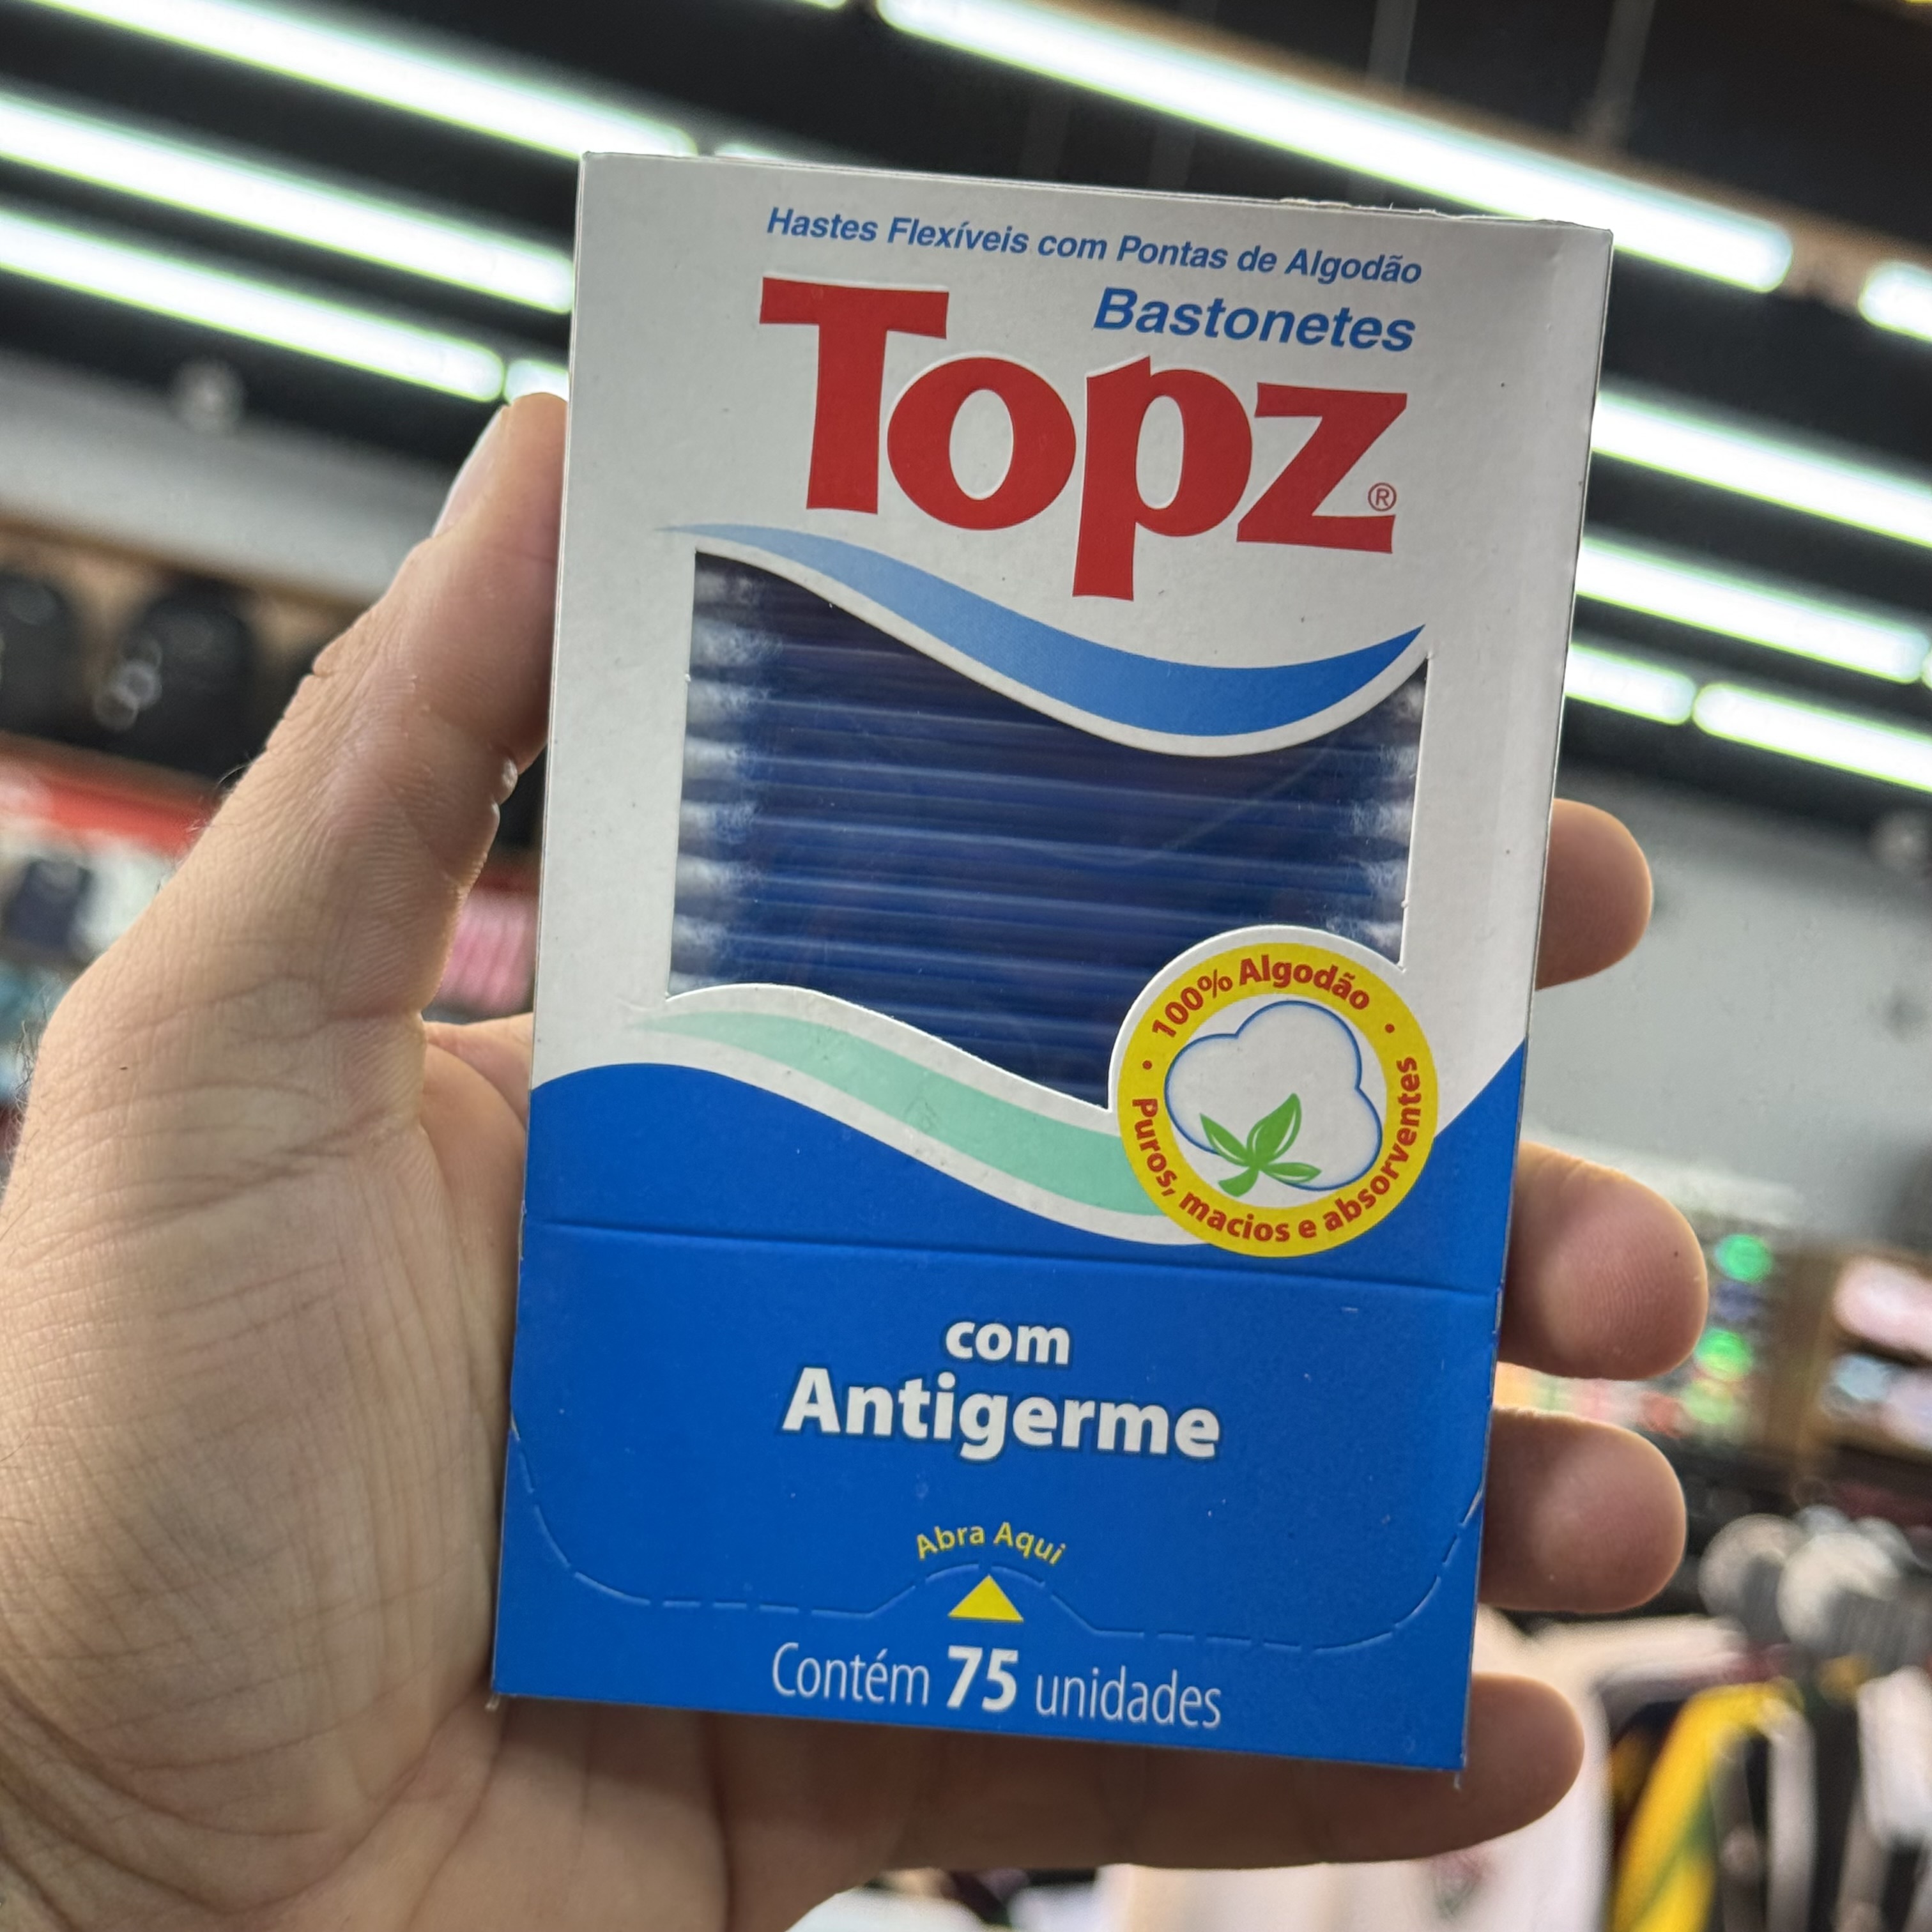 Hastes Flexíveis com Pontas de Algodão
Bastonetes
Topz®
100% Algodão
• Puros, macios e absorventes •
com
Antigerme
Abra Aqui
Contém 75 unidades